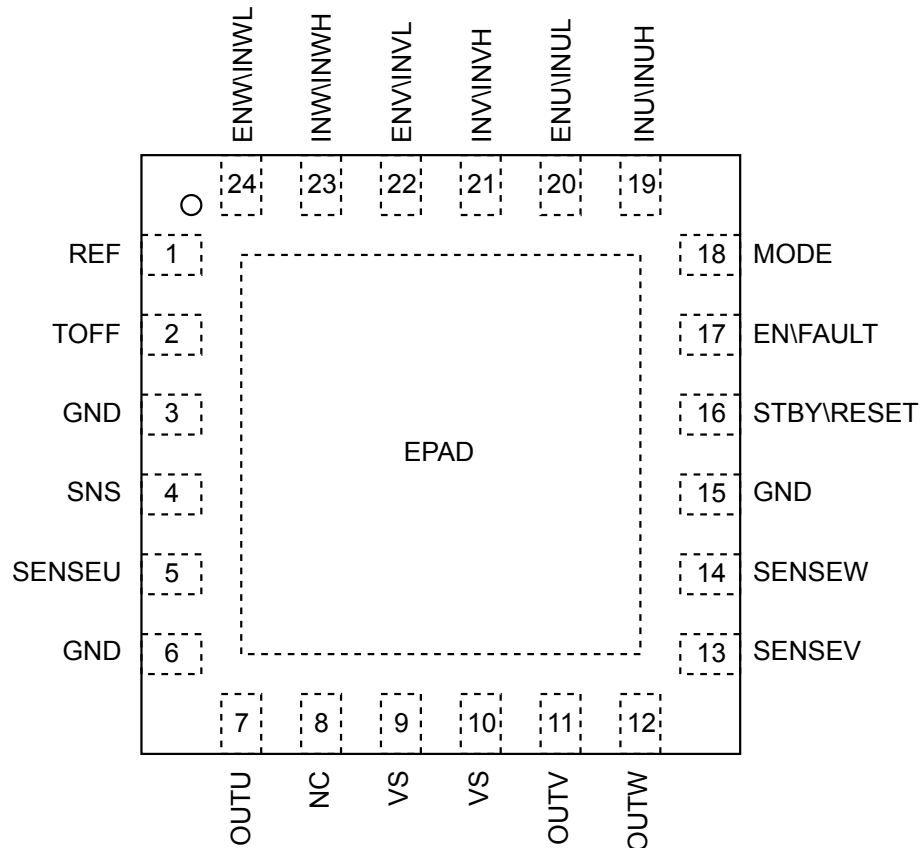 ENW\INWL
INW\INWH
ENV\INVL
INV\INVH
ENU\INUL
INU\INUH
24
23
22
21
20
19
REF 1
18 MODE
TOFF 2
17 EN\FAULT
GND 3
16 STBY\RESET
EPAD
SNS 4
15 GND
SENSEU 5
14 SENSEW
GND 6
13 SENSEV
7
8
9
10
11
12
OUTU
NC
VS
VS
OUTV
OUTW